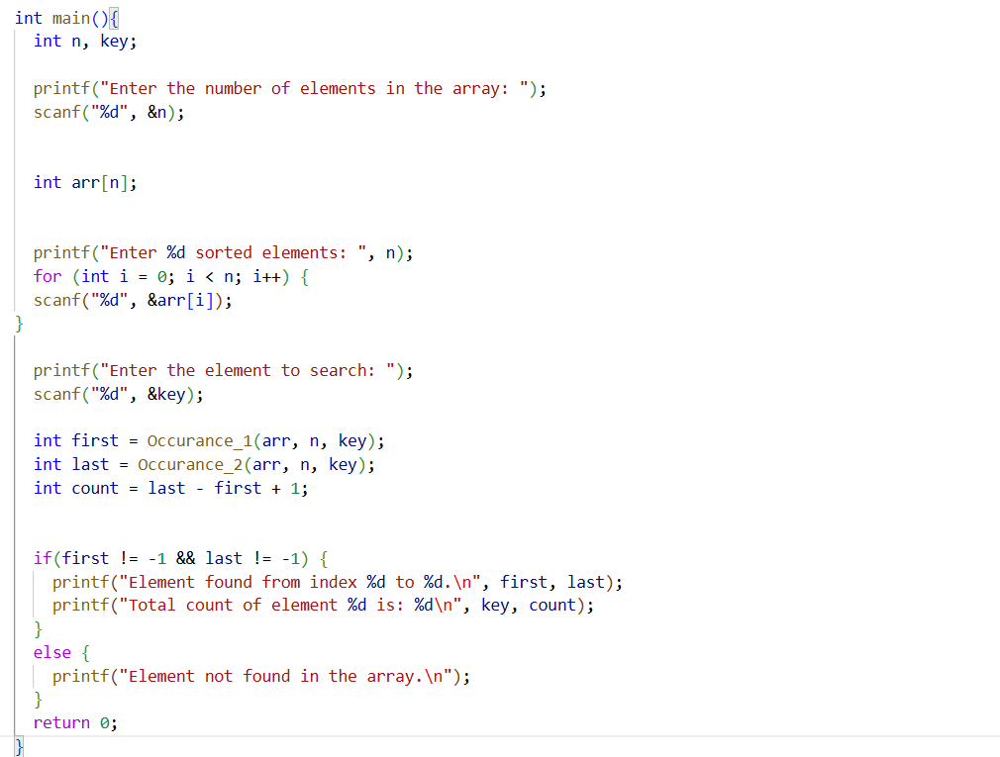 int main(){
int n, key;
printf("Enter the number of elements in the array: ");
scanf("%d", &n);
int arr[n];
printf("Enter %d sorted elements: ", n);
for (int i = 0; i < n; i++) {
scanf("%d", &arr[i]);
}
printf("Enter the element to search: ");
scanf("%d", &key);
int first = Occurance_1(arr, n, key);
int last = Occurance_2(arr, n, key);
int count = last - first + 1;
if(first != -1 && last != -1) {
printf("Element found from index %d to %d.\n", first, last);
printf("Total count of element %d is: %d\n", key, count);
}
else {
printf("Element not found in the array.\n");
}
return 0;
}